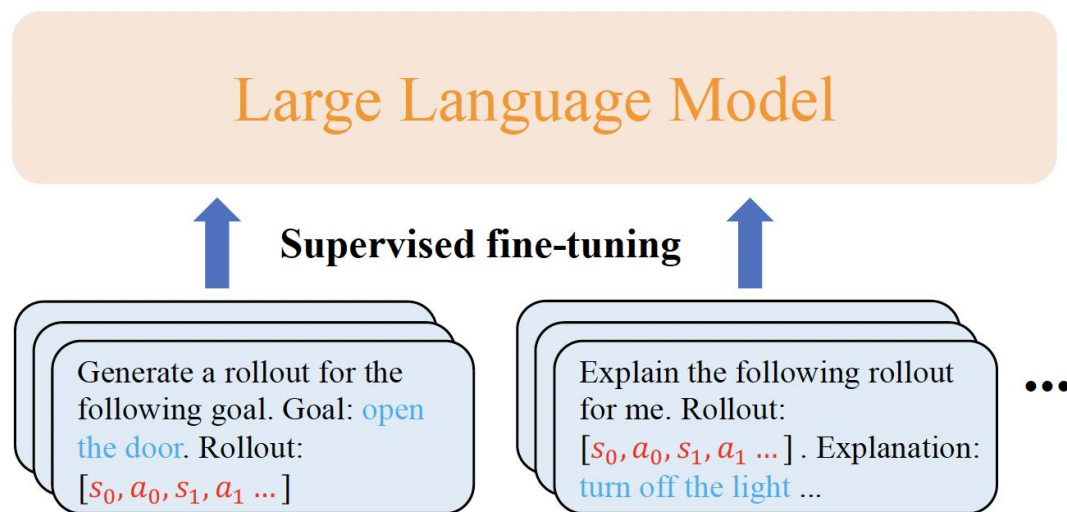 Large Language Model
Supervised fine-tuning
Generate a rollout for the
following goal. Goal: open
the door. Rollout:
[s₀, a₀, s₁, a₁ ...]
Explain the following rollout
for me. Rollout:
[s₀, a₀, s₁, a₁ ...] . Explanation:
turn off the light ...
...